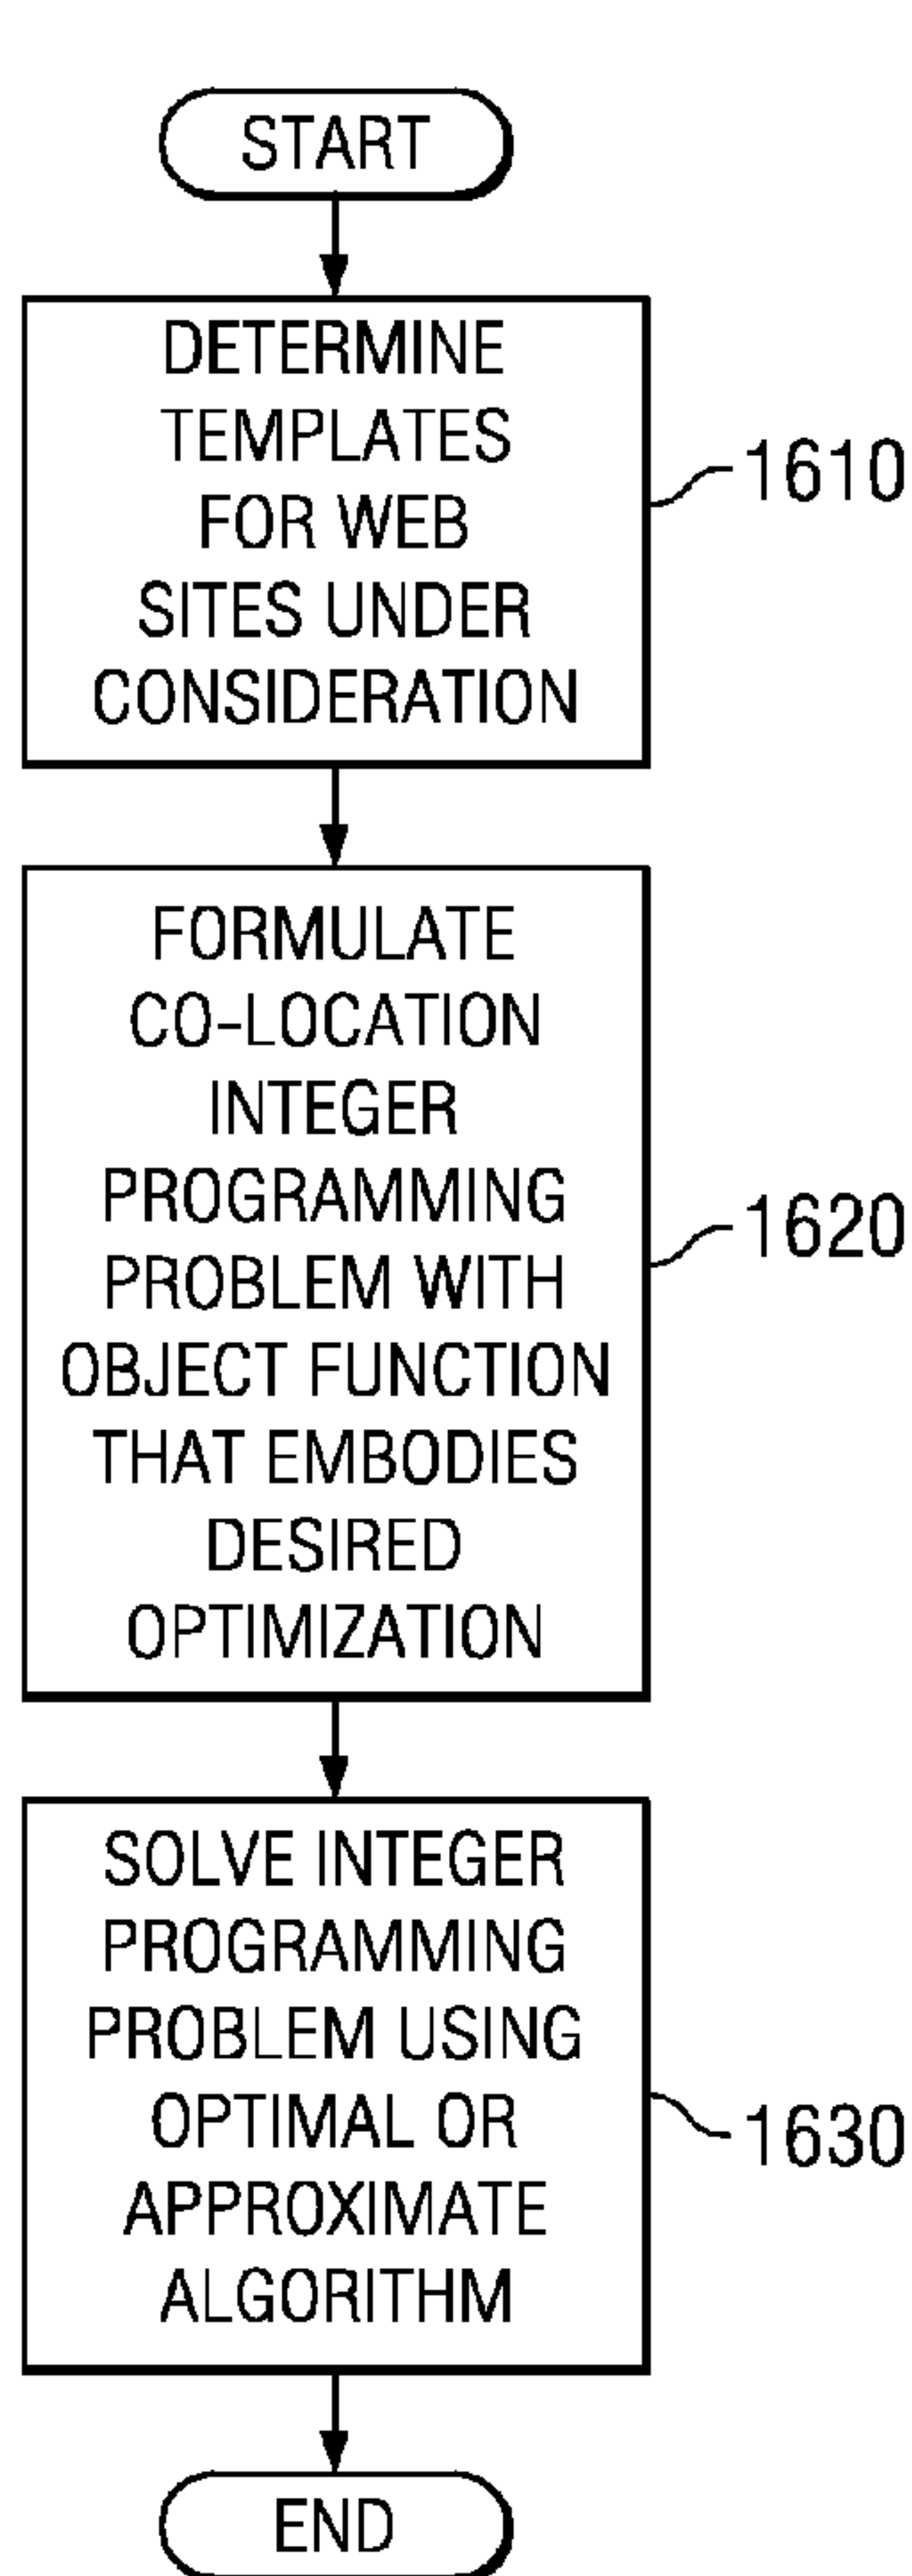 START
DETERMINE
TEMPLATES
FOR WEB
SITES UNDER
CONSIDERATION
1610
FORMULATE
CO-LOCATION
INTEGER
PROGRAMMING
PROBLEM WITH
OBJECT FUNCTION
THAT EMBODIES
DESIRED
OPTIMIZATION
1620
SOLVE INTEGER
PROGRAMMING
PROBLEM USING
OPTIMAL OR
APPROXIMATE
ALGORITHM
1630
END